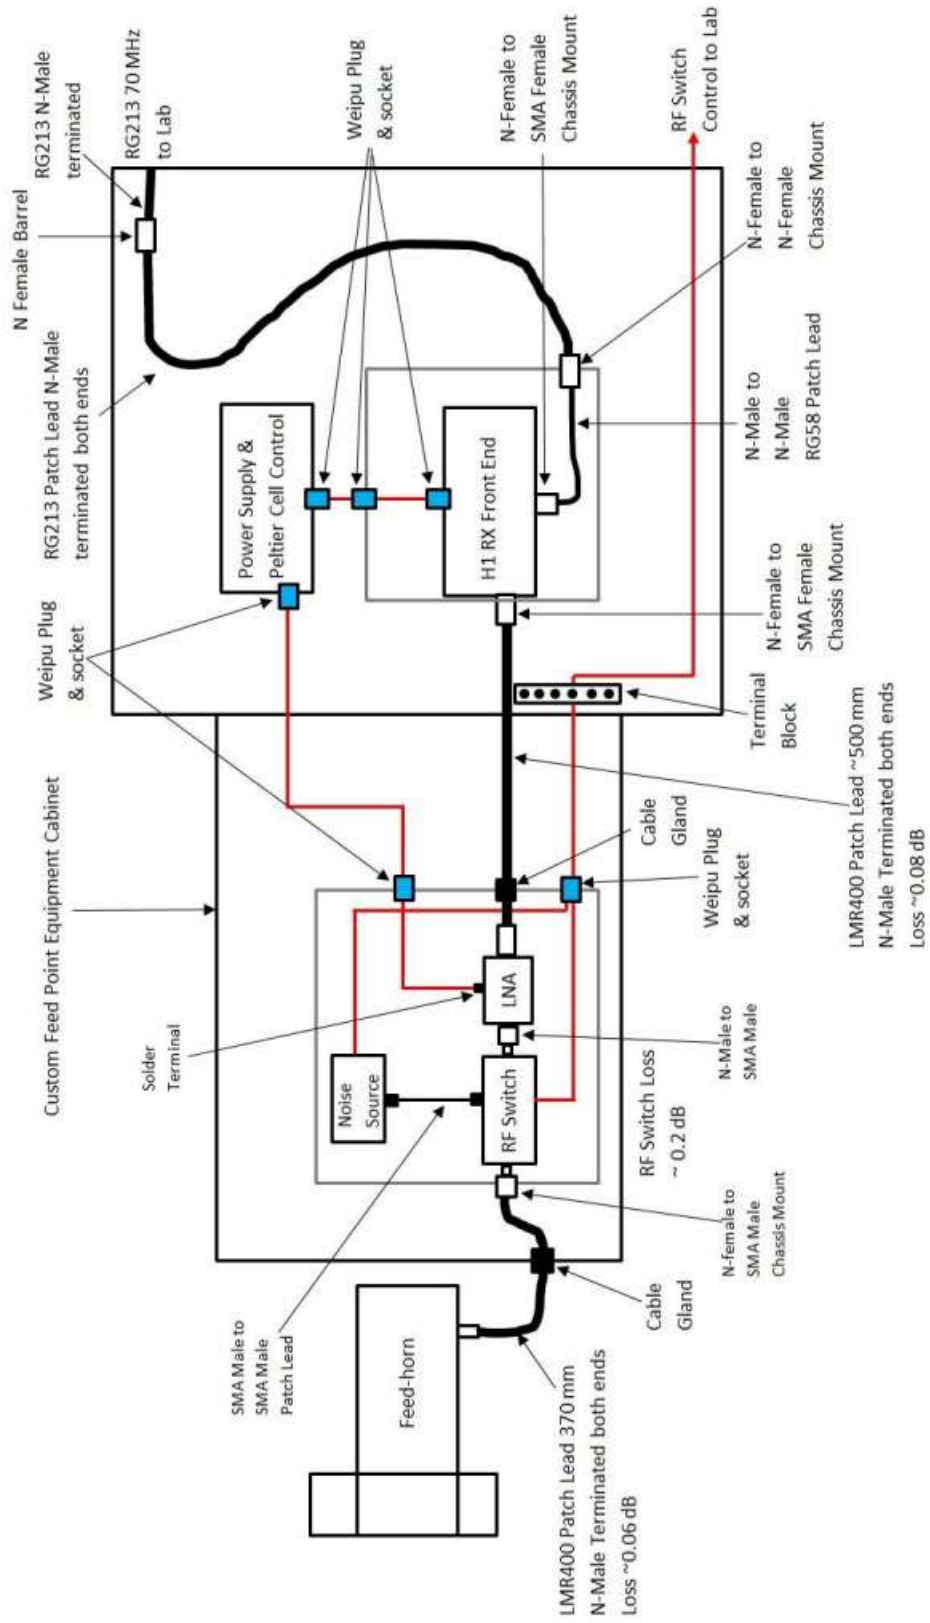 Custom Feed Point Equipment Cabinet
Weipu Plug
& socket
RG213 Patch Lead N-Male
terminated both ends
N Female Barrel
RG213 N-Male
terminated
RG213 70 MHz
to Lab
Weipu Plug
& socket
N-Female to
SMA Female
Chassis Mount
RF Switch
Control to Lab
SMA Male to
SMA Male
Patch Lead
Solder
Terminal
Power Supply &
Peltier Cell Control
H1 RX Front End
Noise
Source
LNA
RF Switch
Feed-horn
LMR400 Patch Lead 370 mm
N-Male Terminated both ends
Loss ~0.06 dB
Cable
Gland
N-female to
SMA Male
Chassis Mount
RF Switch Loss
~ 0.2 dB
N-Male to
SMA Male
Cable
Gland
Weipu Plug
& socket
Terminal
Block
LMR400 Patch Lead ~500 mm
N-Male Terminated both ends
Loss ~0.08 dB
N-Female to
SMA Female
Chassis Mount
N-Male to
N-Male
RG58 Patch Lead
N-Female to
N-Female
Chassis Mount